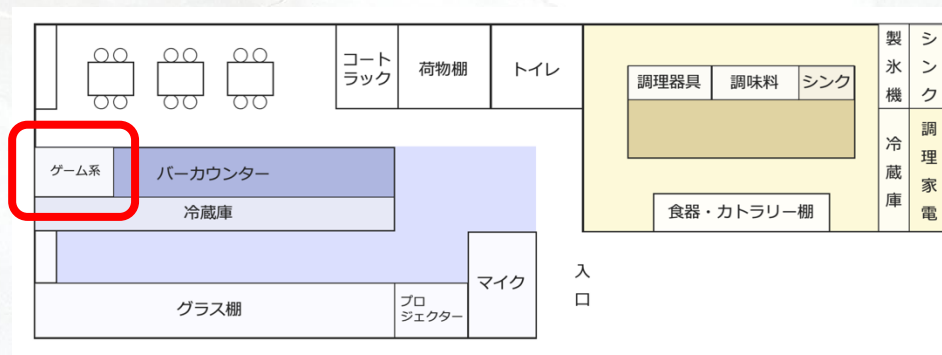 コート
ラック
荷物棚
トイレ
調理器具
調味料
シンク
製氷機
シンク
冷蔵庫
調理家電
ゲーム系
バーカウンター
冷蔵庫
食器・カトラリー棚
マイク
入口
グラス棚
プロ
ジェクター